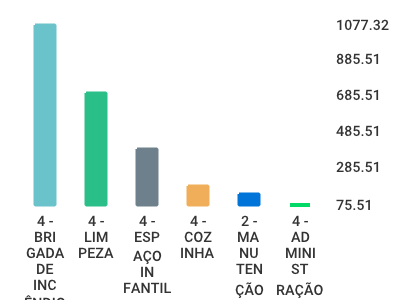 1077.32
885.51
685.51
485.51
285.51
75.51
4 -
BRI
GADA
DE
INC
ÊNDIO
4 -
LIM
PEZA
4 -
ESP
AÇO
IN
FANTIL
4 -
COZ
INHA
2 -
MA
NU
TEN
ÇÃO
4 -
AD
MINI
ST
RAÇÃO